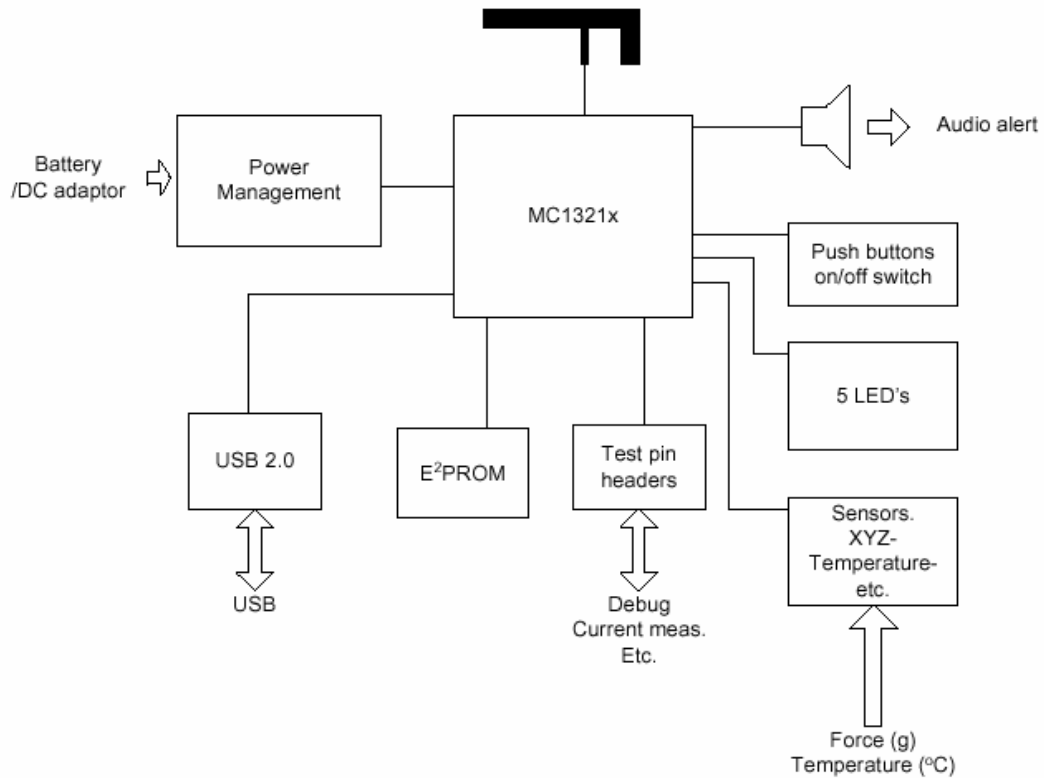 Audio alert
Battery
/DC adaptor
Power
Management
MC1321x
Push buttons
on/off switch
5 LED's
USB 2.0
E²PROM
Test pin
headers
Sensors.
XYZ-
Temperature-
etc.
USB
Debug
Current meas.
Etc.
Force (g)
Temperature (ºC)